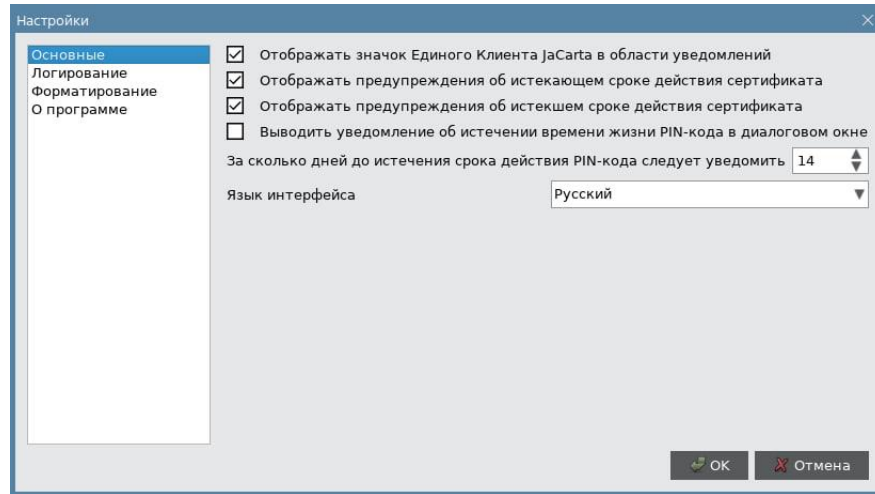 Настройки
Основные
Логирование
Форматирование
О программе
Отображать значок Единого Клиента JaCarta в области уведомлений
Отображать предупреждения об истекающем сроке действия сертификата
Отображать предупреждения об истекшем сроке действия сертификата
Выводить уведомление об истечении времени жизни PIN-кода в диалоговом окне
За сколько дней до истечения срока действия PIN-кода следует уведомить 14
Язык интерфейса Русский
OK Отмена